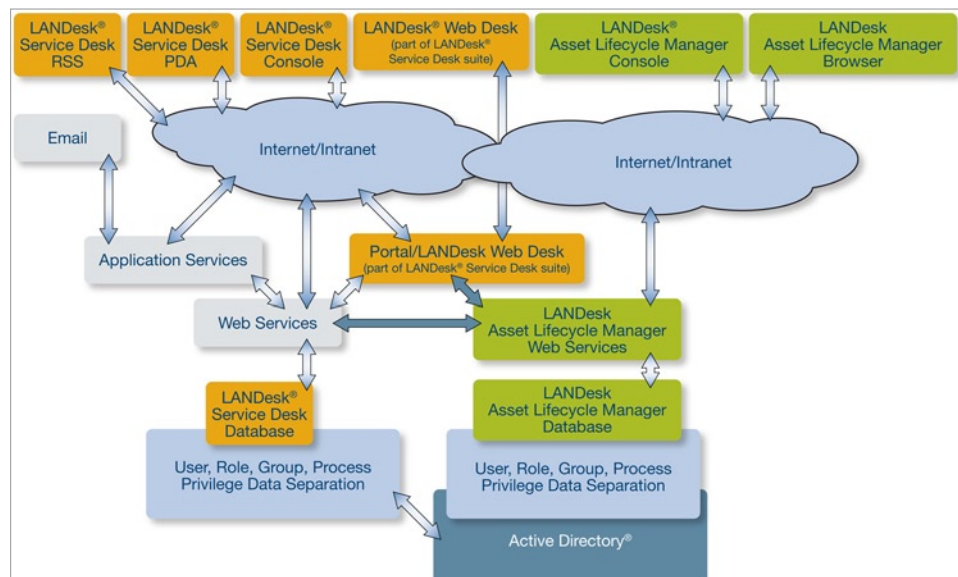 LANDesk®
Service Desk
RSS
LANDesk®
Service Desk
PDA
LANDesk®
Service Desk
Console
LANDesk® Web Desk
(part of LANDesk®
Service Desk suite)
LANDesk®
Asset Lifecycle Manager
Console
LANDesk
Asset Lifecycle Manager
Browser
Email
Internet/Intranet
Internet/Intranet
Application Services
Portal/LANDesk Web Desk
(part of LANDesk® Service Desk suite)
Web Services
LANDesk
Asset Lifecycle Manager
Web Services
LANDesk®
Service Desk
Database
LANDesk
Asset Lifecycle Manager
Database
User, Role, Group, Process
Privilege Data Separation
User, Role, Group, Process
Privilege Data Separation
Active Directory®